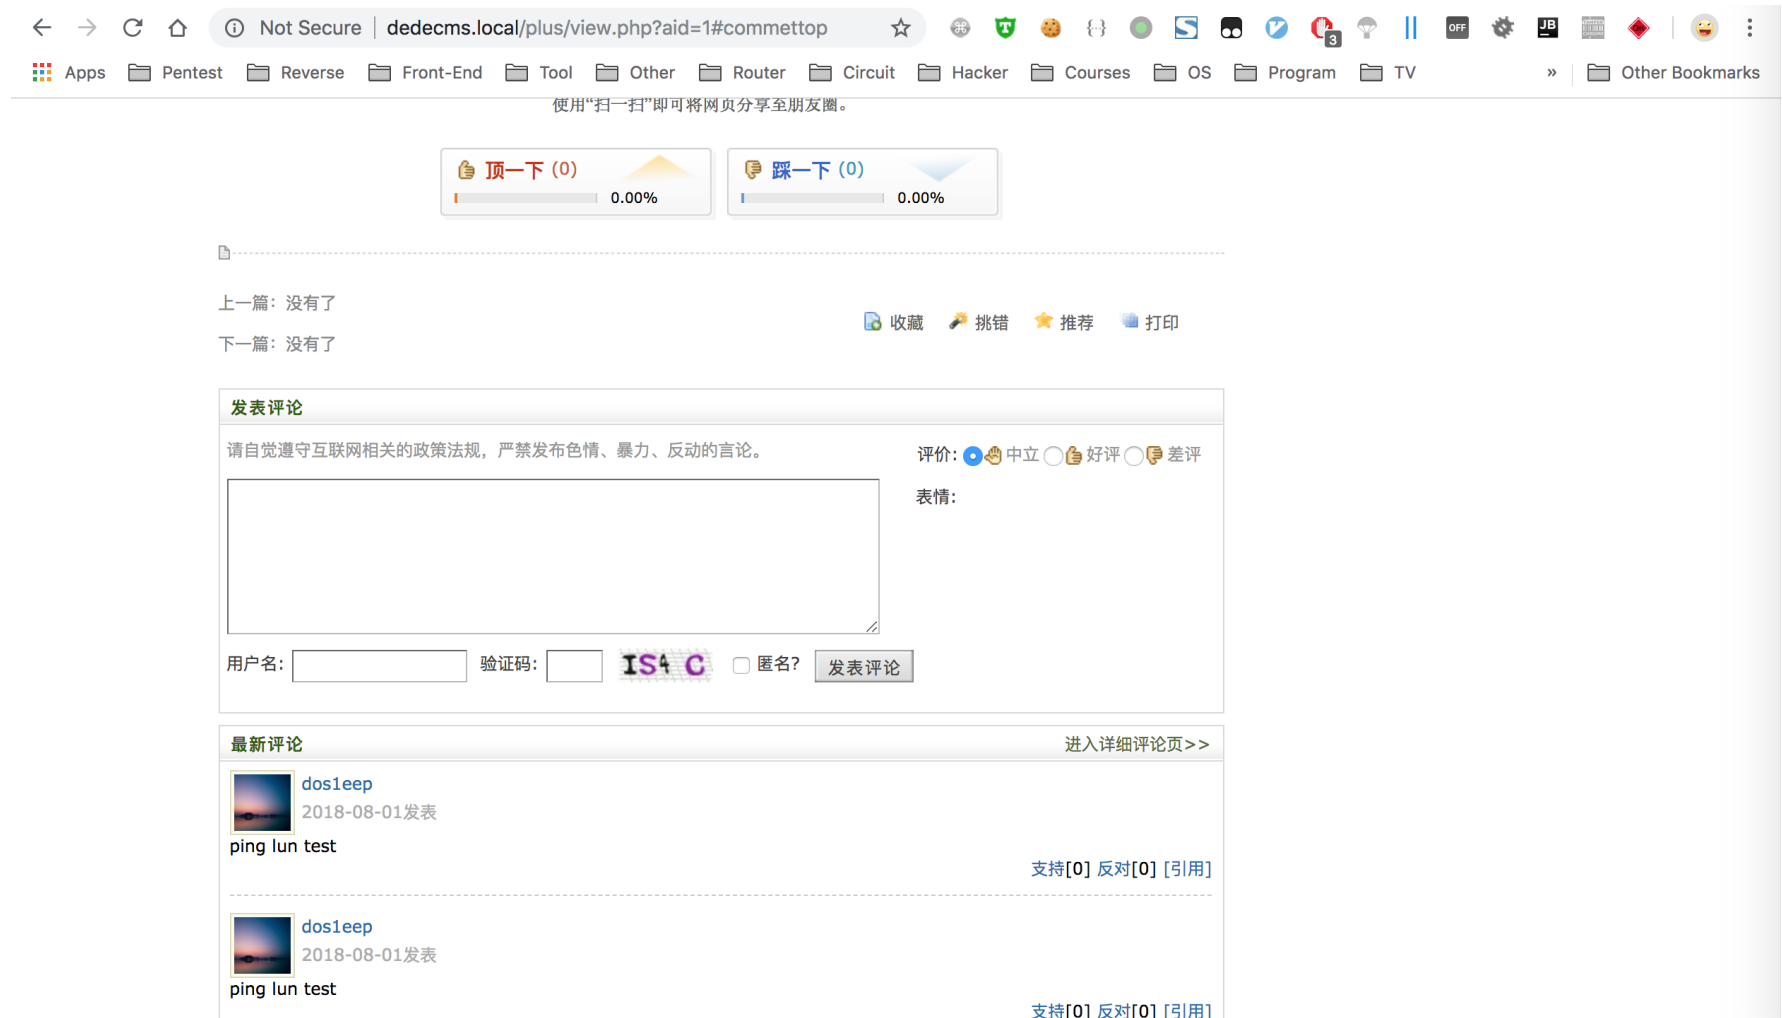 Not Secure dedecms.local/plus/view.php?aid=1#commettop
3 OFF JB
Apps Pentest Reverse Front-End Tool Other Router Circuit Hacker Courses OS Program TV » Other Bookmarks
使用“扫一扫”即可将网页分享至朋友圈。
顶一下 (0) 踩一下 (0)
0.00% 0.00%
上一篇：没有了
收藏 挑错 推荐 打印
下一篇：没有了
发表评论
请自觉遵守互联网相关的政策法规，严禁发布色情、暴力、反动的言论。
评价: 中立 好评 差评
表情:
用户名: 验证码: IS4C 匿名? 发表评论
最新评论 进入详细评论页>>
dos1eep
2018-08-01发表
ping lun test
支持[0] 反对[0] [引用]
dos1eep
2018-08-01发表
ping lun test
支持[0] 反对[0] [引用]